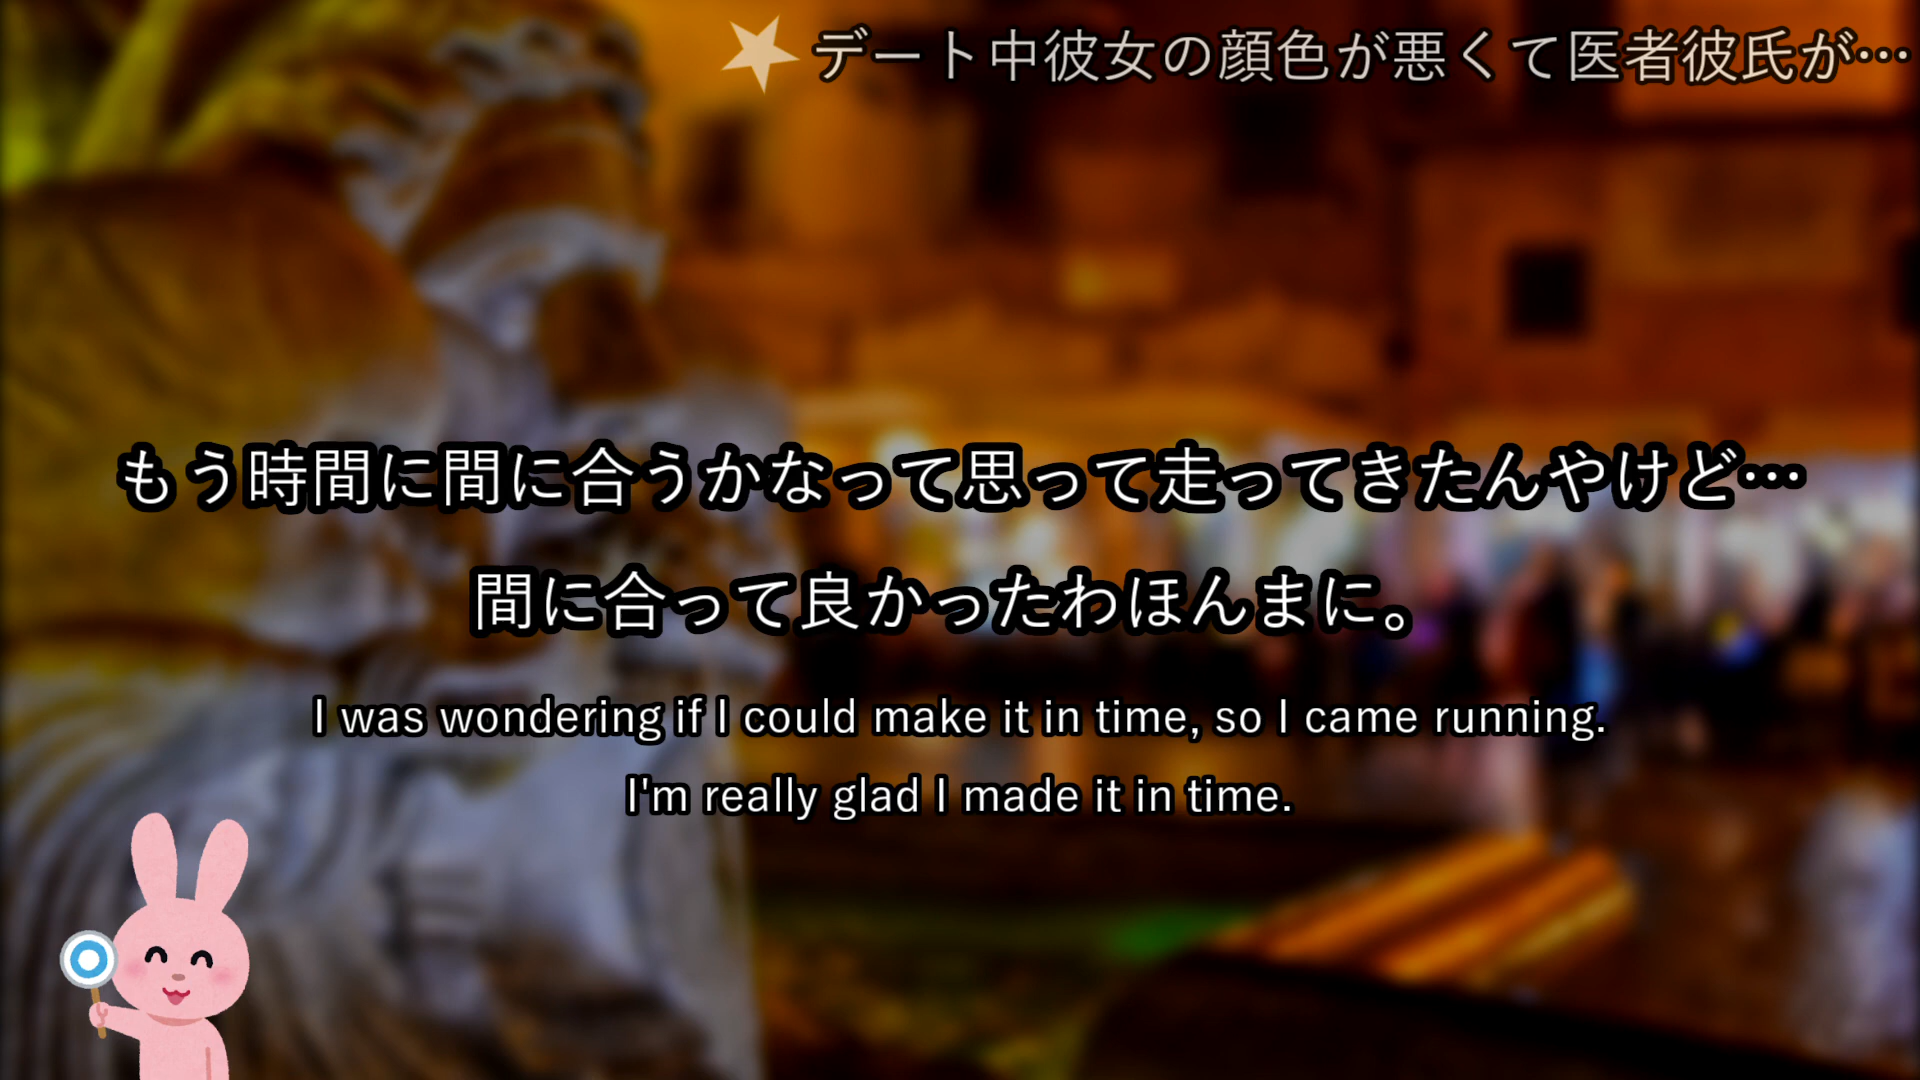 ★デート中彼女の顔色が悪くて医者彼氏が…
もう時間に間に合うかなって思って走ってきたんやけど…
間に合って良かったわほんまに。
I was wondering if I could make it in time, so I came running.
I'm really glad I made it in time.